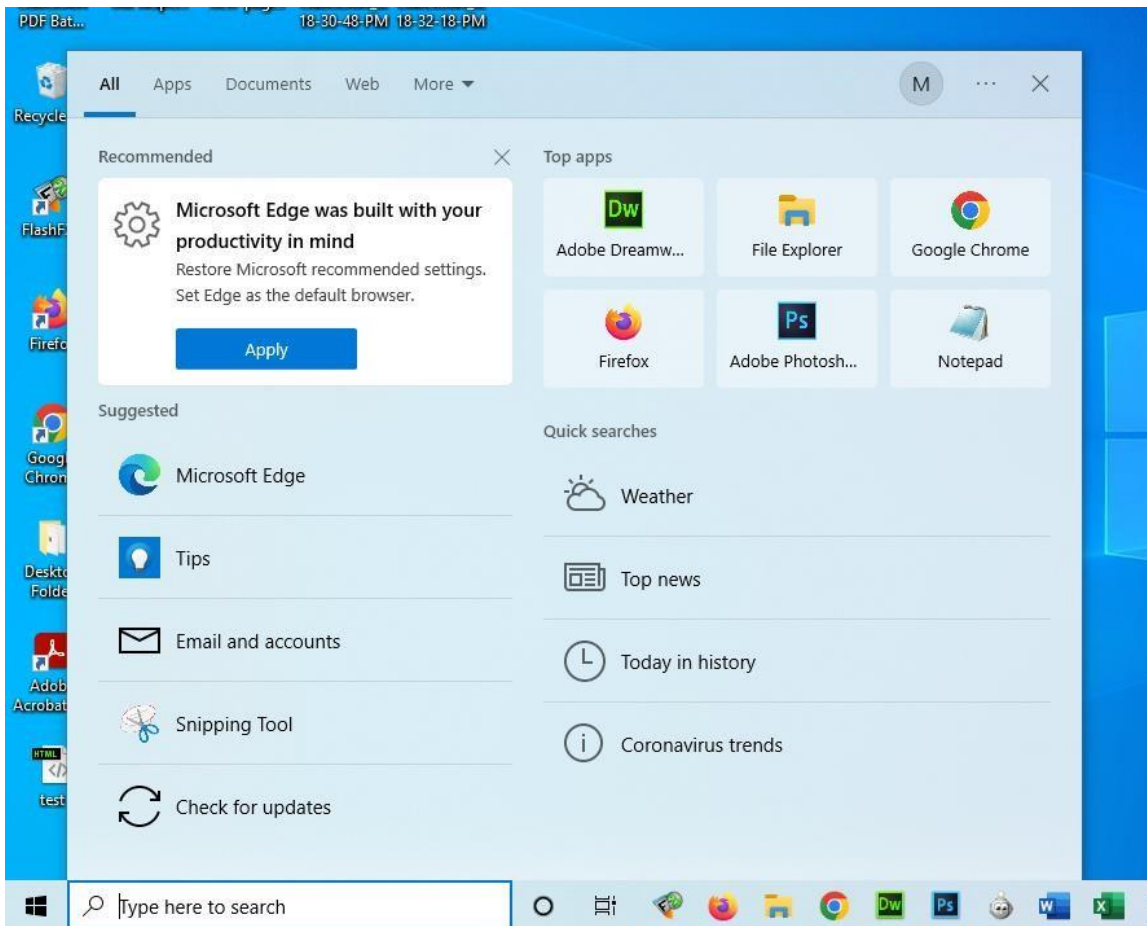 PDF Bat...
18-30-48-PM 18-32-18-PM
All Apps Documents Web More
M
Recycle
Recommended
Top apps
Microsoft Edge was built with your
productivity in mind
Restore Microsoft recommended settings.
Set Edge as the default browser.
Apply
Dw
Adobe Dreamw...
File Explorer
Google Chrome
FlashF
Firefox
Ps
Adobe Photosh...
Notepad
Firefo
Suggested
Microsoft Edge
Tips
Email and accounts
Snipping Tool
Check for updates
Quick searches
Weather
Top news
Today in history
Coronavirus trends
Goog
Chron
Deskto
Folde
Adob
Acrobat
HTML
test
Type here to search
Dw
Ps
W
X